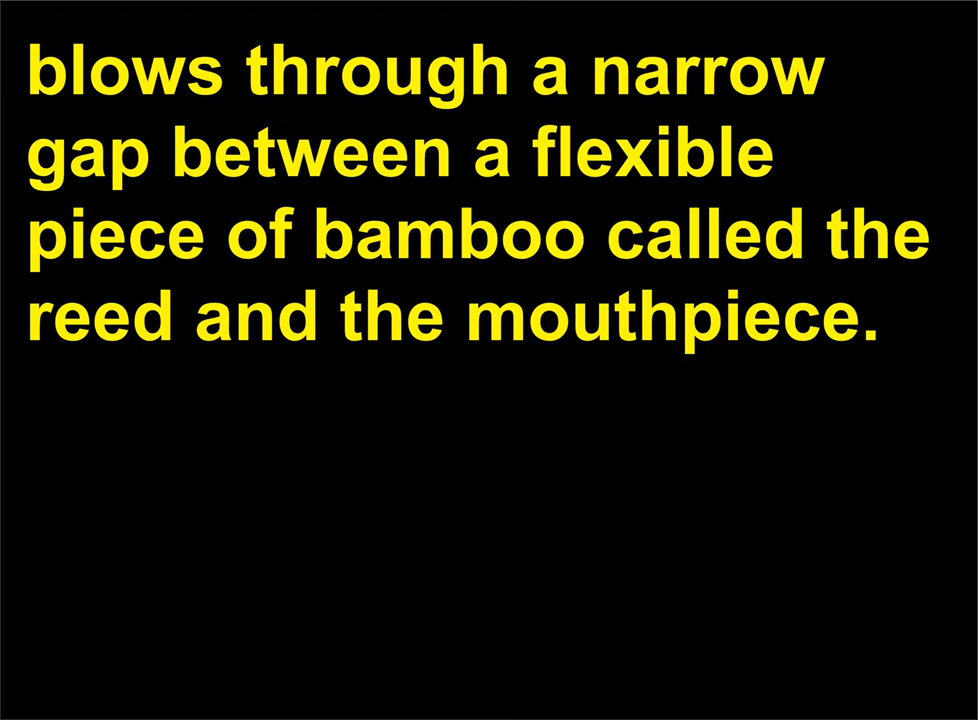 blows through a narrow
gap between a flexible
piece of bamboo called the
reed and the mouthpiece.